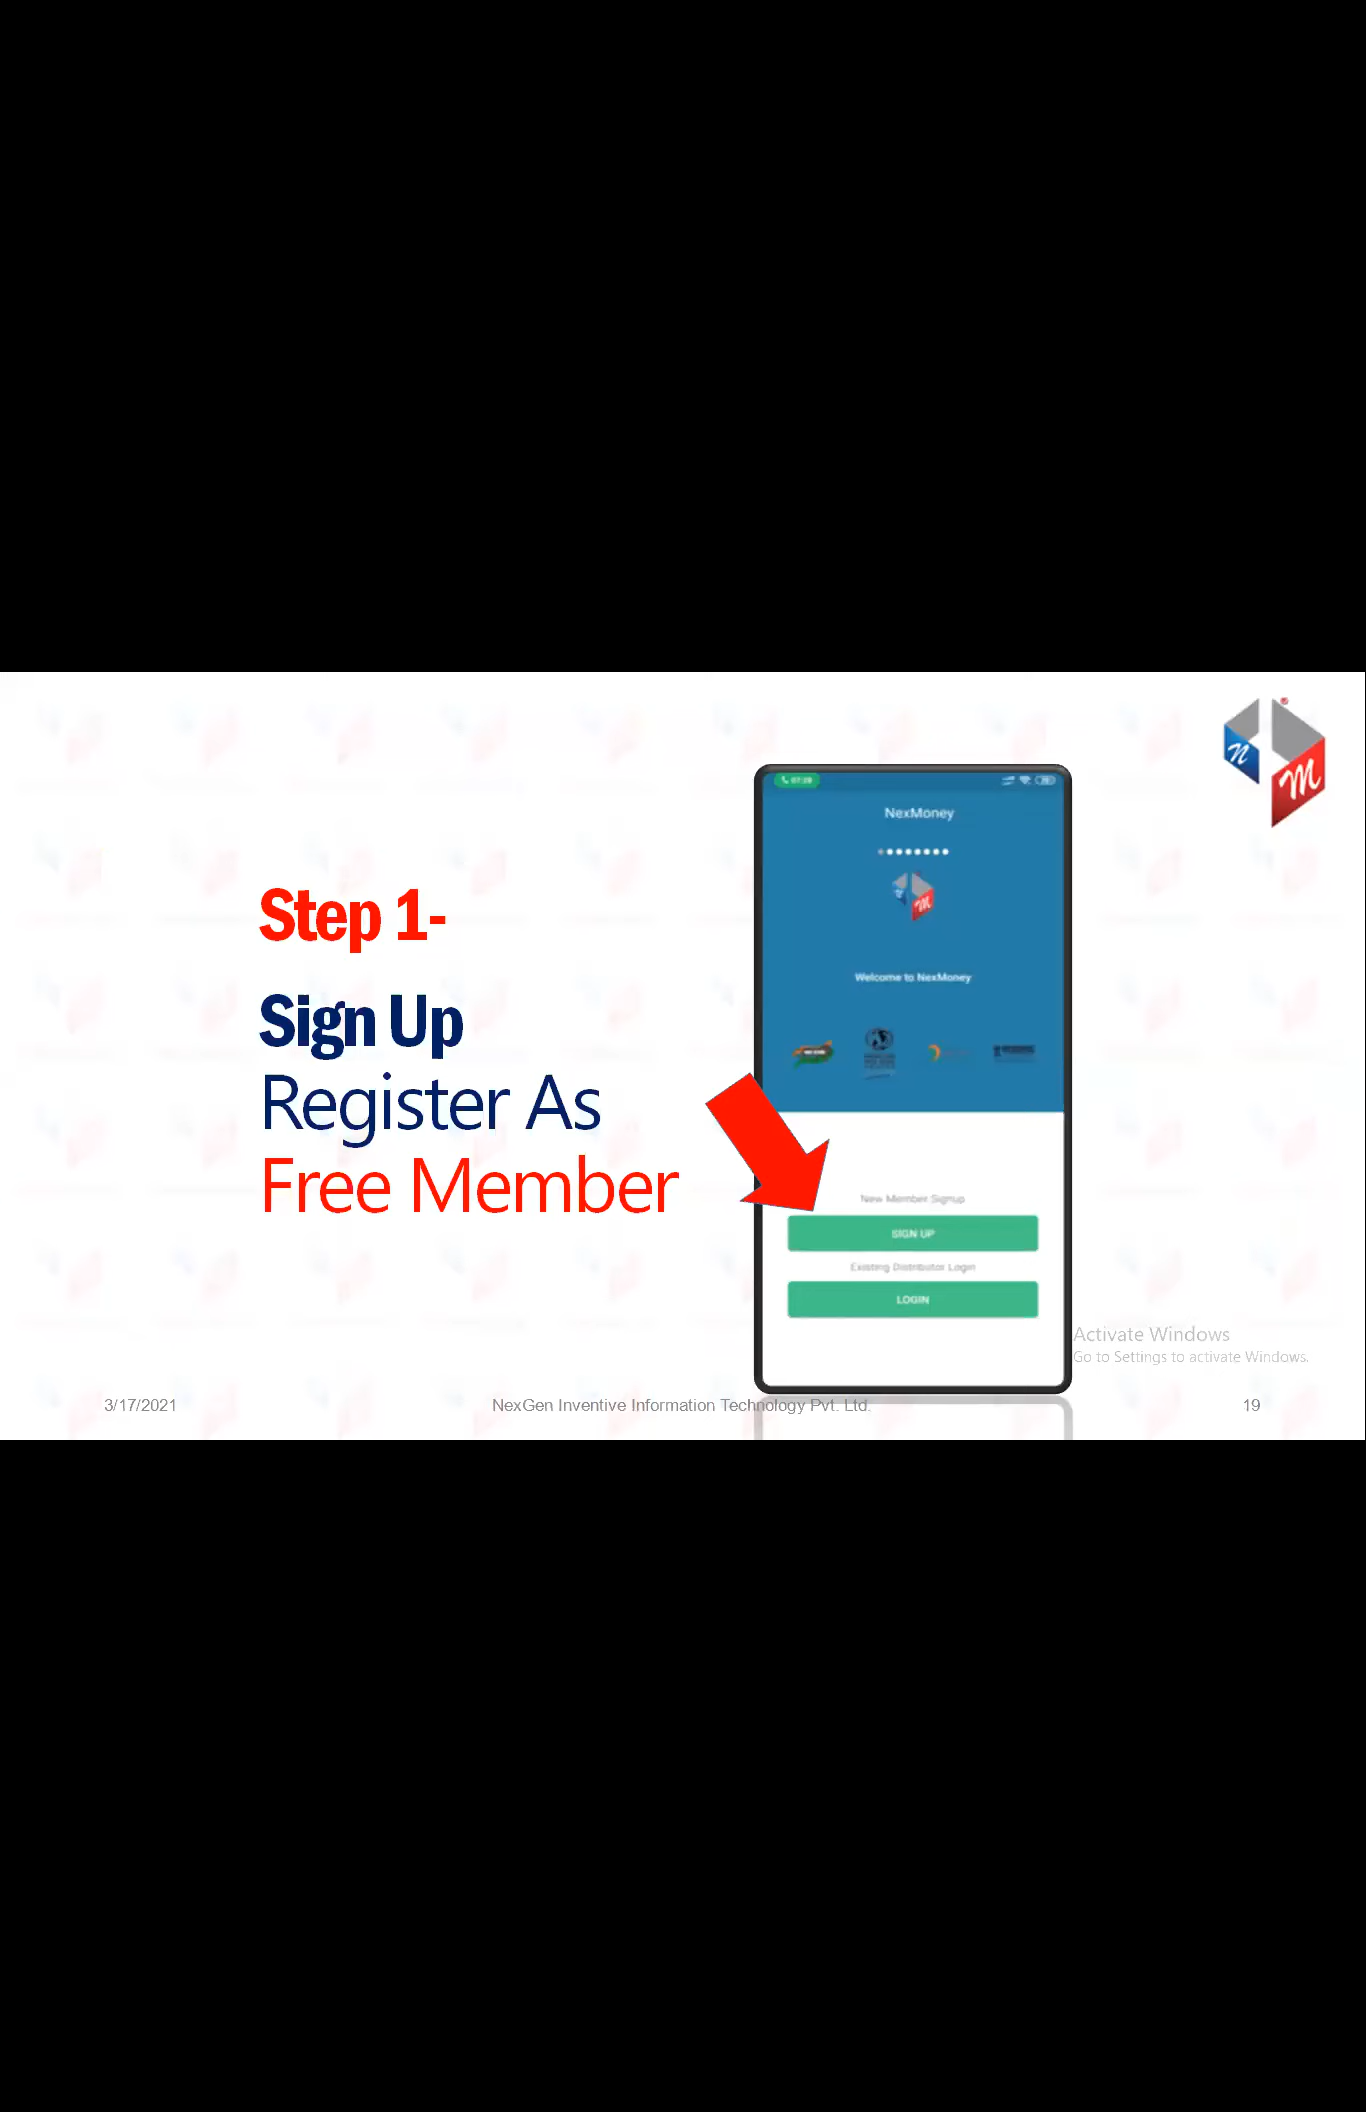 Step 1-
Sign Up
Register As
Free Member
n
m
07:39
NexMoney
m
Welcome to NexMoney
New Member Signup
SIGN UP
Existing Distributor Login
LOGIN
Activate Windows
Go to Settings to activate Windows.
3/17/2021
NexGen Inventive Information Technology Pvt. Ltd.
19